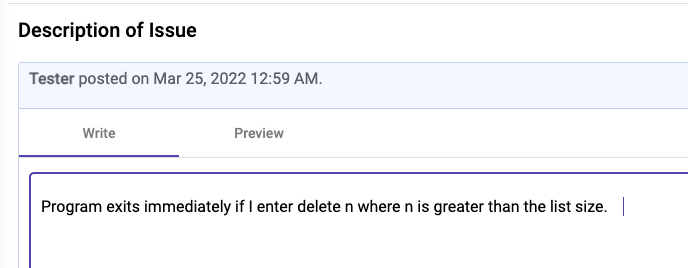 Description of Issue
Tester posted on Mar 25, 2022 12:59 AM.
Write Preview
Program exits immediately if I enter delete n where n is greater than the list size.